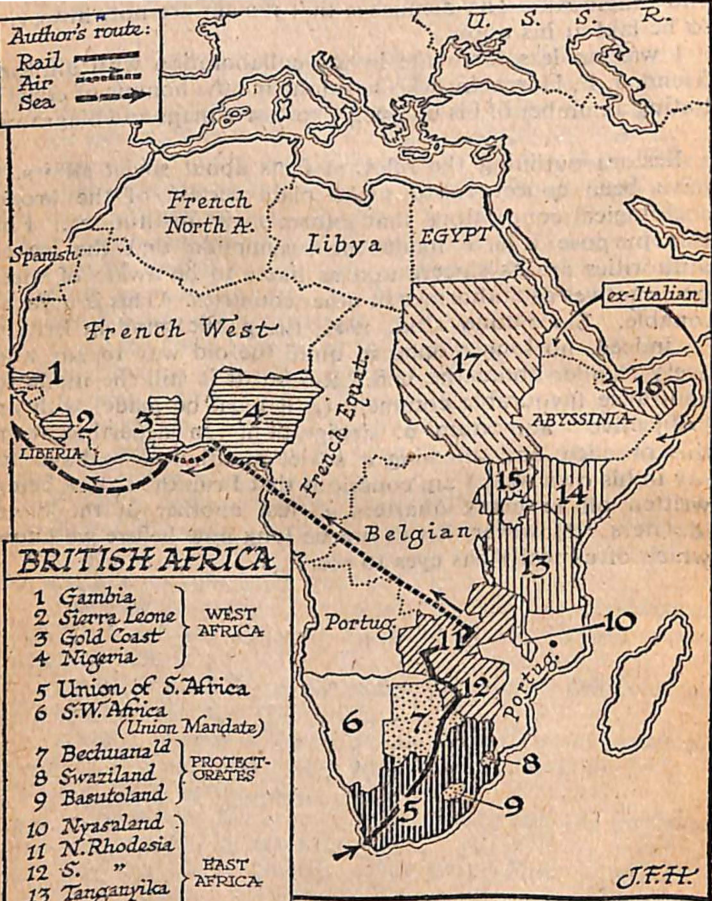 Author's route:
Rail
Air
Sea
U. S. S. R.
French
North A.
Libya
EGYPT
Spanish
French West
ex-Italian
1
2
3
4
17
16
LIBERIA
French Equat.
ABYSSINIA
15
14
Belgian
13
Portug.
11
10
12
Portug.
6
7
8
5
9
BRITISH AFRICA
1 Gambia
2 Sierra Leone
3 Gold Coast
4 Nigeria
WEST
AFRICA
5 Union of S. Africa
6 S.W. Africa
(Union Mandate)
7 Bechuanald
8 Swaziland
9 Basutoland
PROTECT-
ORATES
10 Nyasaland
11 N. Rhodesia
12 S. "
13 Tanganyika
EAST
AFRICA
J.F.H.